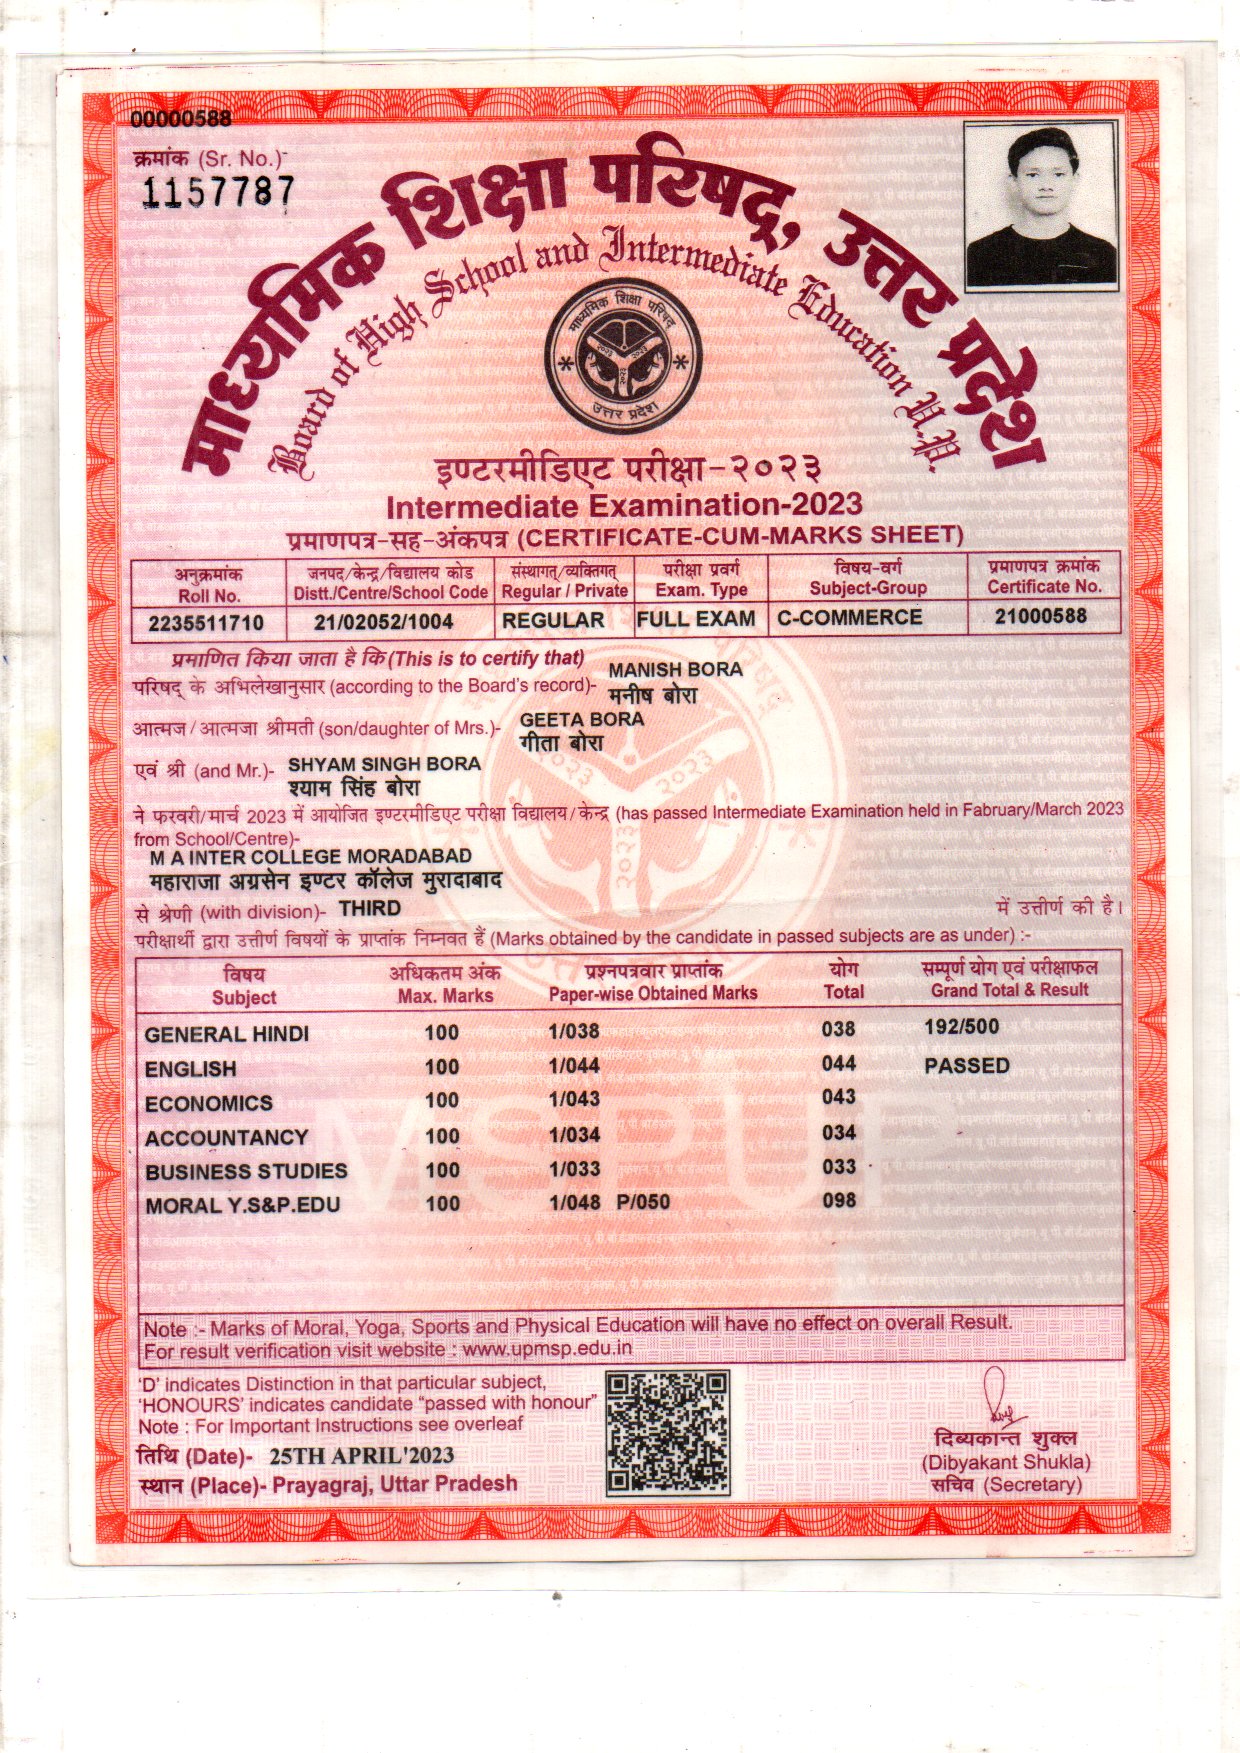 00000588
क्रमांक (Sr. No.)-
1157787
माध्यमिक शिक्षा परिषद्, उत्तर प्रदेश
Board of High School and Intermediate Education U.P.
माध्यमिक शिक्षा परिषद
२०२३ २०२३
२०२३
उत्तर प्रदेश
इण्टरमीडिएट परीक्षा-२०२३
Intermediate Examination-2023
प्रमाणपत्र-सह-अंकपत्र (CERTIFICATE-CUM-MARKS SHEET)
अनुक्रमांक जनपद/केन्द्र/विद्यालय कोड संस्थागत्/व्यक्तिगत् परीक्षा प्रवर्ग विषय-वर्ग प्रमाणपत्र क्रमांक
Roll No. Distt./Centre/School Code Regular / Private Exam. Type Subject-Group Certificate No.
2235511710 21/02052/1004 REGULAR FULL EXAM C-COMMERCE 21000588
प्रमाणित किया जाता है कि (This is to certify that)
MANISH BORA
परिषद् के अभिलेखानुसार (according to the Board's record)-
मनीष बोरा
GEETA BORA
आत्मज / आत्मजा श्रीमती (son/daughter of Mrs.)-
गीता बोरा
एवं श्री (and Mr.)- SHYAM SINGH BORA
श्याम सिंह बोरा
ने फरवरी/मार्च 2023 में आयोजित इण्टरमीडिएट परीक्षा विद्यालय/केन्द्र (has passed Intermediate Examination held in Fabruary/March 2023
from School/Centre)-
M A INTER COLLEGE MORADABAD
महाराजा अग्रसेन इण्टर कॉलेज मुरादाबाद
से श्रेणी (with division)- THIRD में उत्तीर्ण की है।
परीक्षार्थी द्वारा उत्तीर्ण विषयों के प्राप्तांक निम्नवत हैं (Marks obtained by the candidate in passed subjects are as under) :-
विषय अधिकतम अंक प्रश्नपत्रवार प्राप्तांक योग सम्पूर्ण योग एवं परीक्षाफल
Subject Max. Marks Paper-wise Obtained Marks Total Grand Total & Result
GENERAL HINDI 100 1/038 038 192/500
ENGLISH 100 1/044 044 PASSED
ECONOMICS 100 1/043 043
ACCOUNTANCY 100 1/034 034
BUSINESS STUDIES 100 1/033 033
MORAL Y.S&P.EDU 100 1/048 P/050 098
Note :- Marks of Moral, Yoga, Sports and Physical Education will have no effect on overall Result.
For result verification visit website : www.upmsp.edu.in
'D' indicates Distinction in that particular subject,
'HONOURS' indicates candidate "passed with honour"
Note : For Important Instructions see overleaf
तिथि (Date)- 25TH APRIL'2023
स्थान (Place)- Prayagraj, Uttar Pradesh
दिब्यकान्त शुक्ल
(Dibyakant Shukla)
सचिव (Secretary)